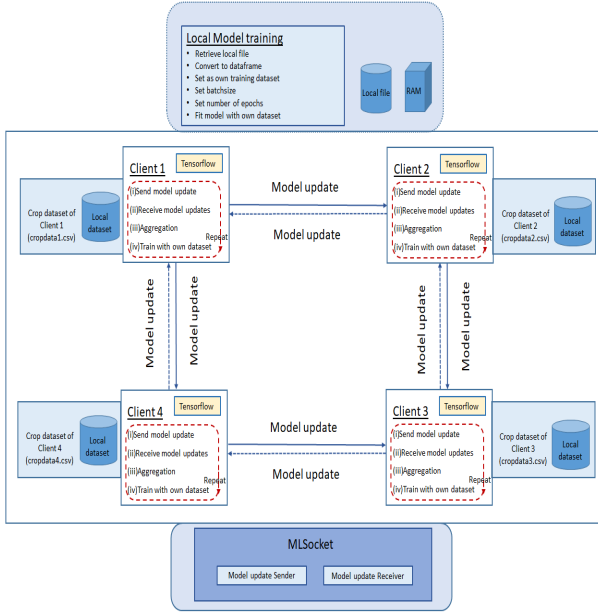 Local Model training
• Retrieve local file
• Convert to dataframe
• Set as own training dataset
• Set batchsize
• Set number of epochs
• Fit model with own dataset
Local file
RAM
Client 1
Tensorflow
(i)Send model update
(ii)Receive model updates
(iii)Aggregation
(iv)Train with own dataset
Repeat
Crop dataset of
Client 1
(cropdata1.csv)
Local
dataset
Model update
Model update
Client 2
Tensorflow
(i)Send model update
(ii)Receive model updates
(iii)Aggregation
(iv)Train with own dataset
Repeat
Crop dataset of
Client 2
(cropdata2.csv)
Local
dataset
Model update
Model update
Model update
Model update
Client 4
Tensorflow
(i)Send model update
(ii)Receive model updates
(iii)Aggregation
(iv)Train with own dataset
Repeat
Crop dataset of
Client 4
(cropdata4.csv)
Local
dataset
Model update
Model update
Client 3
Tensorflow
(i)Send model update
(ii)Receive model updates
(iii)Aggregation
(iv)Train with own dataset
Repeat
Crop dataset of
Client 3
(cropdata3.csv)
Local
dataset
MLSocket
Model update Sender
Model update Receiver